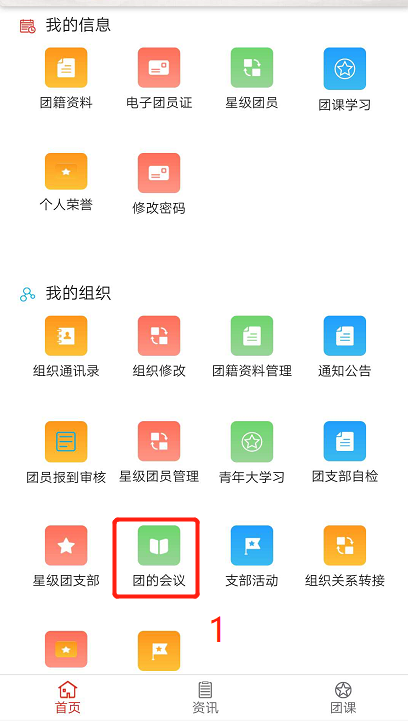 我的信息
团籍资料 电子团员证 星级团员 团课学习
个人荣誉 修改密码
我的组织
组织通讯录 组织修改 团籍资料管理 通知公告
团员报到审核 星级团员管理 青年大学习 团支部自检
星级团支部 团的会议 支部活动 组织关系转接
1
首页 资讯 团课